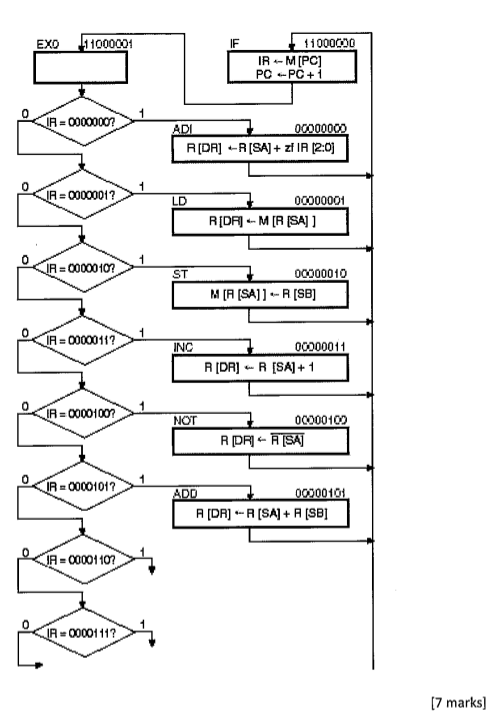 EX0 11000001
IF 11000000
IR ← M [PC]
PC ← PC + 1
0 IR = 0000000? 1
ADI 00000000
R [DR] ← R [SA] + zf IR [2:0]
0 IR = 0000001? 1
LD 00000001
R [DR] ← M [R [SA] ]
0 IR = 0000010? 1
ST 00000010
M [R [SA] ] ← R [SB]
0 IR = 0000011? 1
INC 00000011
R [DR] ← R [SA] + 1
0 IR = 0000100? 1
NOT 00000100
R [DR] ← R̅ ̅[̅S̅A̅]̅
0 IR = 0000101? 1
ADD 00000101
R [DR] ← R [SA] + R [SB]
0 IR = 0000110? 1
0 IR = 0000111? 1
[7 marks]